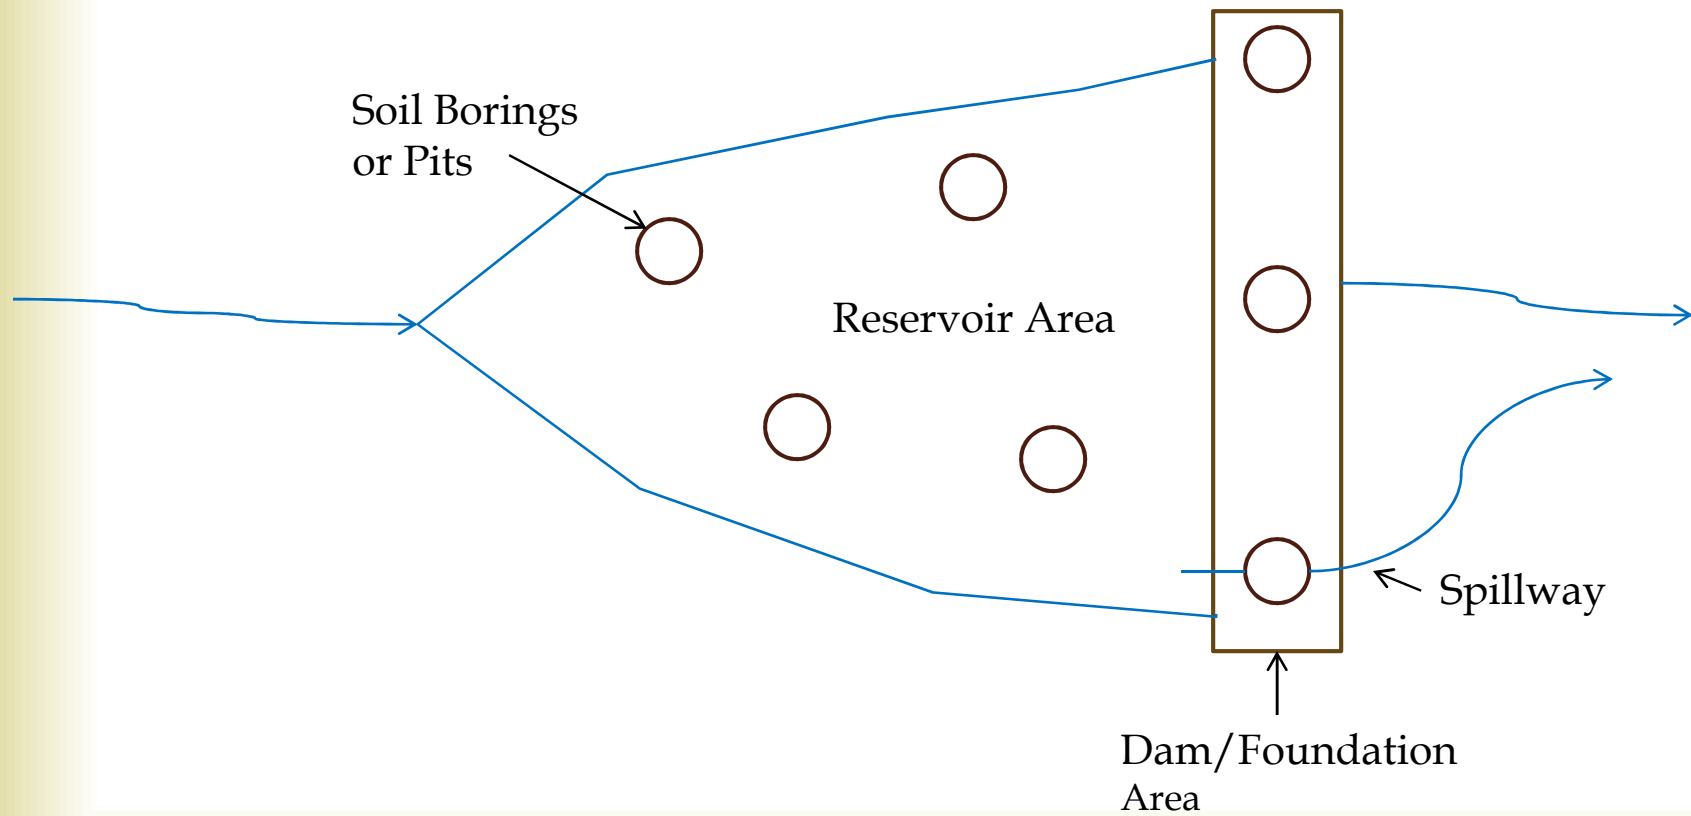 Soil Borings
or Pits
Reservoir Area
Spillway
Dam/Foundation
Area